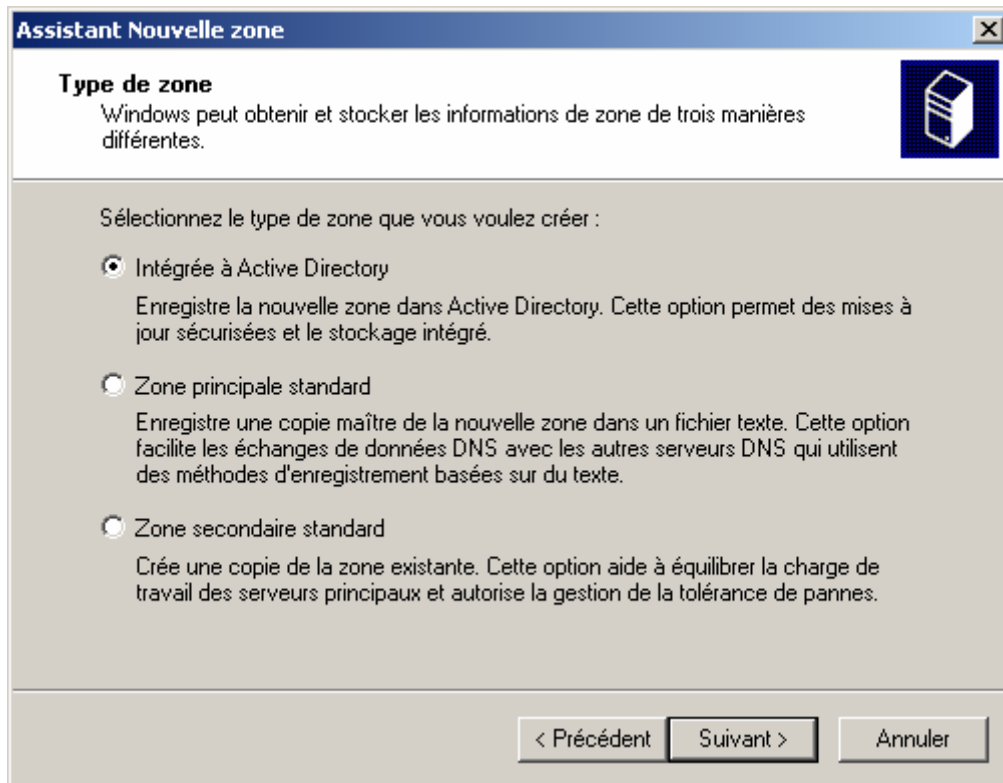 Assistant Nouvelle zone
Type de zone
Windows peut obtenir et stocker les informations de zone de trois manières
différentes.
Sélectionnez le type de zone que vous voulez créer :
Intégrée à Active Directory
Enregistre la nouvelle zone dans Active Directory. Cette option permet des mises à
jour sécurisées et le stockage intégré.
Zone principale standard
Enregistre une copie maître de la nouvelle zone dans un fichier texte. Cette option
facilite les échanges de données DNS avec les autres serveurs DNS qui utilisent
des méthodes d'enregistrement basées sur du texte.
Zone secondaire standard
Crée une copie de la zone existante. Cette option aide à équilibrer la charge de
travail des serveurs principaux et autorise la gestion de la tolérance de pannes.
< Précédent Suivant > Annuler